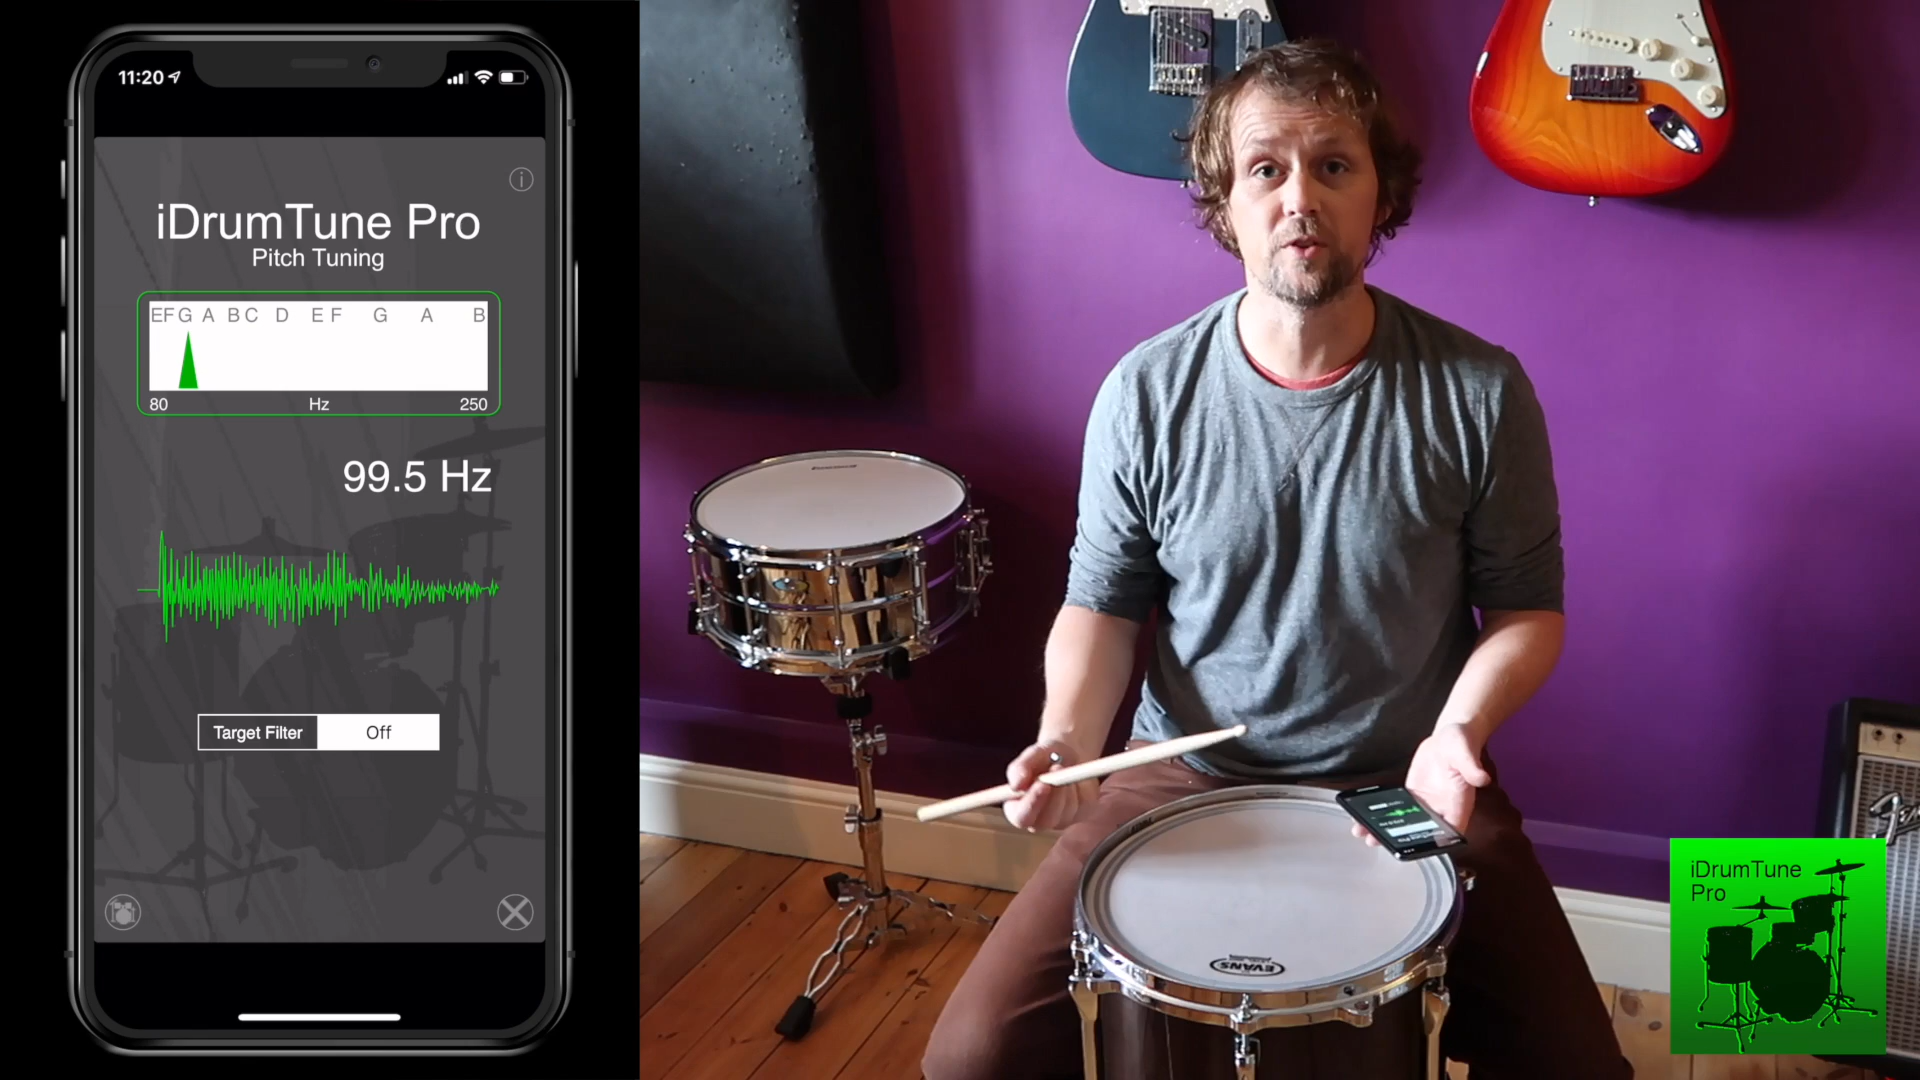 11:20
iDrumTune Pro
Pitch Tuning
EFG A BC D EF G A B
80 Hz 250
99.5 Hz
Target Filter Off
EVANS
iDrumTune
Pro